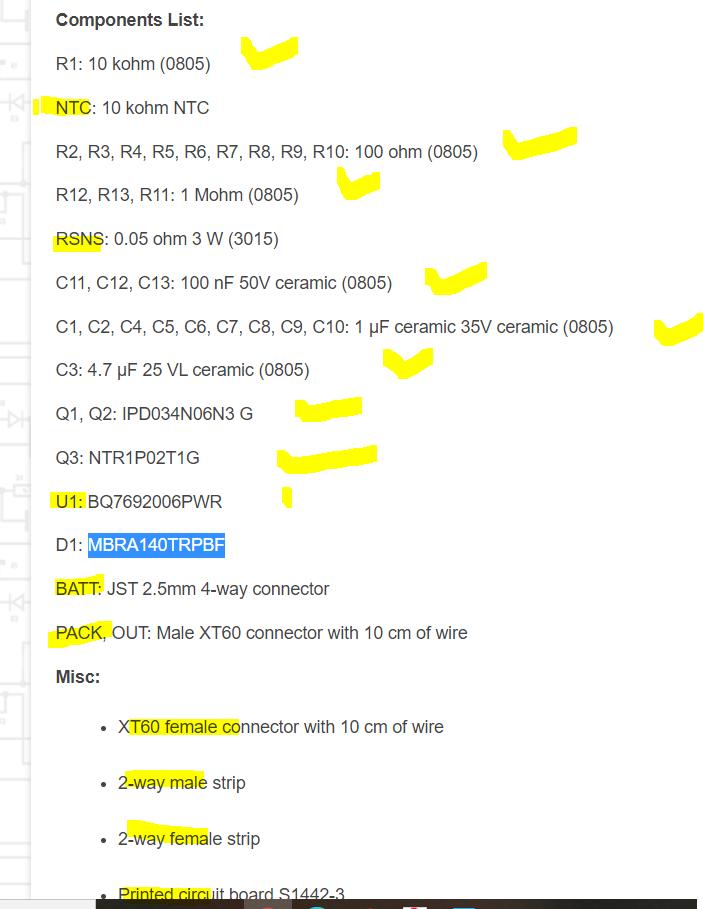 Components List:
R1: 10 kohm (0805)
NTC: 10 kohm NTC
R2, R3, R4, R5, R6, R7, R8, R9, R10: 100 ohm (0805)
R12, R13, R11: 1 Mohm (0805)
RSNS: 0.05 ohm 3 W (3015)
C11, C12, C13: 100 nF 50V ceramic (0805)
C1, C2, C4, C5, C6, C7, C8, C9, C10: 1 µF ceramic 35V ceramic (0805)
C3: 4.7 µF 25 VL ceramic (0805)
Q1, Q2: IPD034N06N3 G
Q3: NTR1P02T1G
U1: BQ7692006PWR
D1: MBRA140TRPBF
BATT: JST 2.5mm 4-way connector
PACK, OUT: Male XT60 connector with 10 cm of wire
Misc:
• XT60 female connector with 10 cm of wire
• 2-way male strip
• 2-way female strip
• Printed circuit board S1442-3